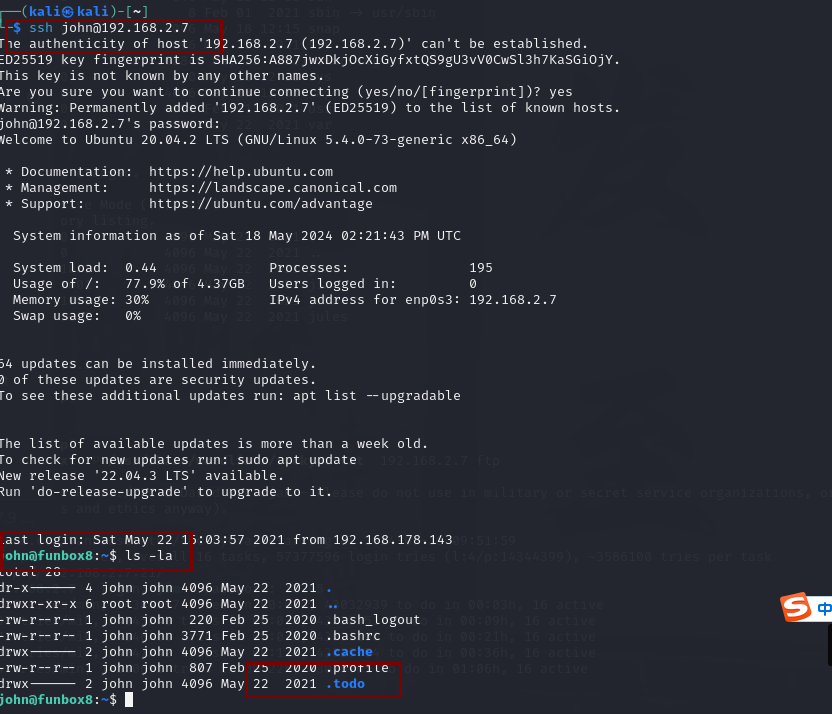 ┌──(kali㉿kali)-[~]
└─$ ssh john@192.168.2.7
The authenticity of host '192.168.2.7 (192.168.2.7)' can't be established.
ED25519 key fingerprint is SHA256:A887jwxDkjOcXiGyfxtQS9gU3vV0CwSl3h7KaSGiOjY.
This key is not known by any other names.
Are you sure you want to continue connecting (yes/no/[fingerprint])? yes
Warning: Permanently added '192.168.2.7' (ED25519) to the list of known hosts.
john@192.168.2.7's password:
Welcome to Ubuntu 20.04.2 LTS (GNU/Linux 5.4.0-73-generic x86_64)
* Documentation:  https://help.ubuntu.com
* Management:     https://landscape.canonical.com
* Support:        https://ubuntu.com/advantage
System information as of Sat 18 May 2024 02:21:43 PM UTC
System load:  0.44              Processes:               195
Usage of /:   77.9% of 4.37GB   Users logged in:         0
Memory usage: 30%               IPv4 address for enp0s3: 192.168.2.7
Swap usage:   0%
64 updates can be installed immediately.
0 of these updates are security updates.
To see these additional updates run: apt list --upgradable
The list of available updates is more than a week old.
To check for new updates run: sudo apt update
New release '22.04.3 LTS' available.
Run 'do-release-upgrade' to upgrade to it.
Last login: Sat May 22 15:03:57 2021 from 192.168.178.143
john@funbox8:~$ ls -la
total 28
dr-x------ 4 john john 4096 May 22  2021 .
drwxr-xr-x 6 root root 4096 May 22  2021 ..
-rw-r--r-- 1 john john  220 Feb 25  2020 .bash_logout
-rw-r--r-- 1 john john 3771 Feb 25  2020 .bashrc
drwx------ 2 john john 4096 May 22  2021 .cache
-rw-r--r-- 1 john john  807 Feb 25  2020 .profile
drwx------ 2 john john 4096 May 22  2021 .todo
john@funbox8:~$
S 中